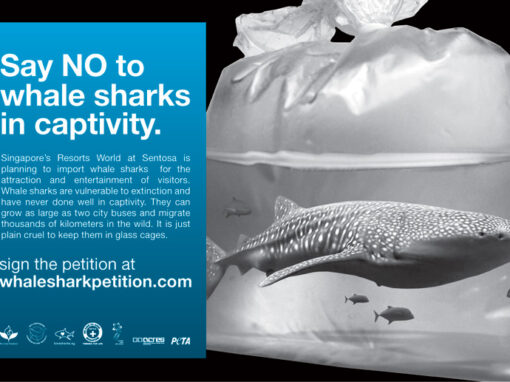 Say NO to
whale sharks
in captivity.
Singapore's Resorts World at Sentosa is
planning to import whale sharks for the
attraction and entertainment of visitors.
Whale sharks are vulnerable to extinction and
have never done well in captivity. They can
grow as large as two city buses and migrate
thousands of kilometers in the wild. It is just
plain cruel to keep them in glass cages.
sign the petition at
whalesharkpetition.com
acres
PETA